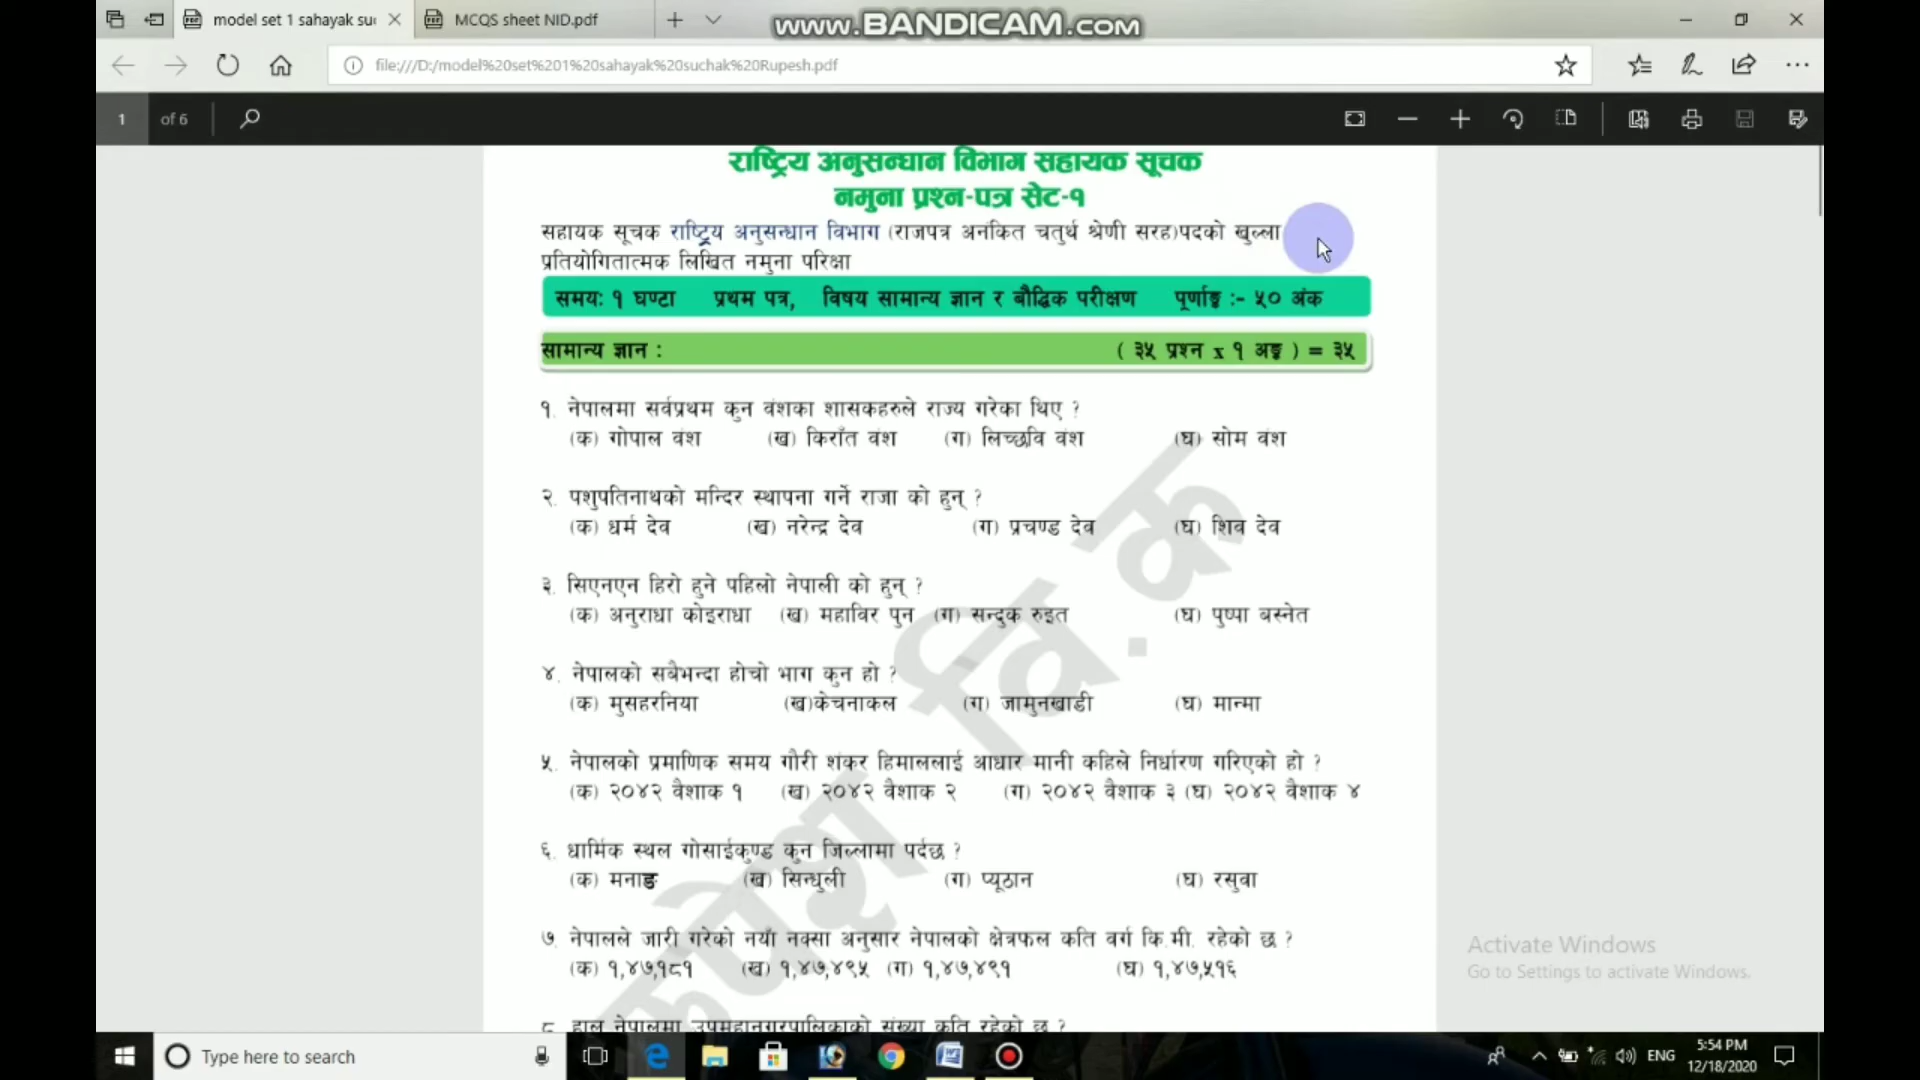 model set 1 sahayak su
MCQS sheet NID.pdf
www.BANDICAM.com
file:///D:/model%20set%201%20sahayak%20suchak%20Rupesh.pdf
1 of 6
राष्ट्रिय अनुसन्धान विभाग सहायक सूचक
नमुना प्रश्न-पत्र सेट-१
सहायक सूचक राष्ट्रिय अनुसन्धान विभाग (राजपत्र अनंकित चतुर्थ श्रेणी सरह)पदको खुल्ला
प्रतियोगितात्मक लिखित नमुना परिक्षा
समयः १ घण्टा प्रथम पत्र, विषय सामान्य ज्ञान र बौद्धिक परीक्षण पूर्णाङ्क :- ५० अंक
सामान्य ज्ञान : ( ३५ प्रश्न x १ अङ्क ) = ३५
१. नेपालमा सर्वप्रथम कुन वंशका शासकहरुले राज्य गरेका थिए ?
(क) गोपाल वंश (ख) किराँत वंश (ग) लिच्छवि वंश (घ) सोम वंश
२. पशुपतिनाथको मन्दिर स्थापना गर्ने राजा को हुन् ?
(क) धर्म देव (ख) नरेन्द्र देव (ग) प्रचण्ड देव (घ) शिव देव
३. सिएनएन हिरो हुने पहिलो नेपाली को हुन् ?
(क) अनुराधा कोइराधा (ख) महाविर पुन (ग) सन्दुक रुइत (घ) पुष्पा बस्नेत
४. नेपालको सबैभन्दा होचो भाग कुन हो ?
(क) मुसहरनिया (ख)केचनाकल (ग) जामुनखाडी (घ) मान्मा
५. नेपालको प्रमाणिक समय गौरी शंकर हिमाललाई आधार मानी कहिले निर्धारण गरिएको हो ?
(क) २०४२ वैशाक १ (ख) २०४२ वैशाक २ (ग) २०४२ वैशाक ३ (घ) २०४२ वैशाक ४
६. धार्मिक स्थल गोसाईकुण्ड कुन जिल्लामा पर्दछ ?
(क) मनाङ (ख) सिन्धुली (ग) प्यूठान (घ) रसुवा
७. नेपालले जारी गरेको नयाँ नक्सा अनुसार नेपालको क्षेत्रफल कति वर्ग कि.मी. रहेको छ ?
(क) १,४७,१८१ (ख) १,४७,४९५ (ग) १,४७,४९१ (घ) १,४७,५१६
८. हाल नेपालमा उपमहानगरपालिकाको संख्या कति रहेको छ ?
वि.क
Activate Windows
Go to Settings to activate Windows.
Type here to search
ENG
5:54 PM
12/18/2020